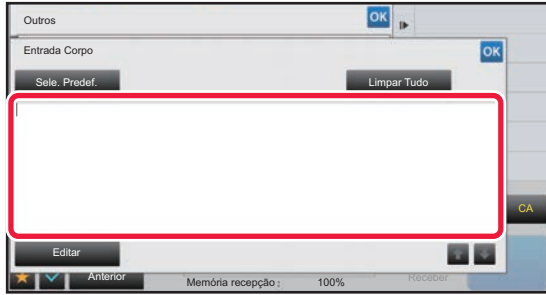 Outros
OK
Entrada Corpo
OK
Sele. Predef.
Limpar Tudo
CA
Editar
Anterior
Memória recepção :
100%
Receber